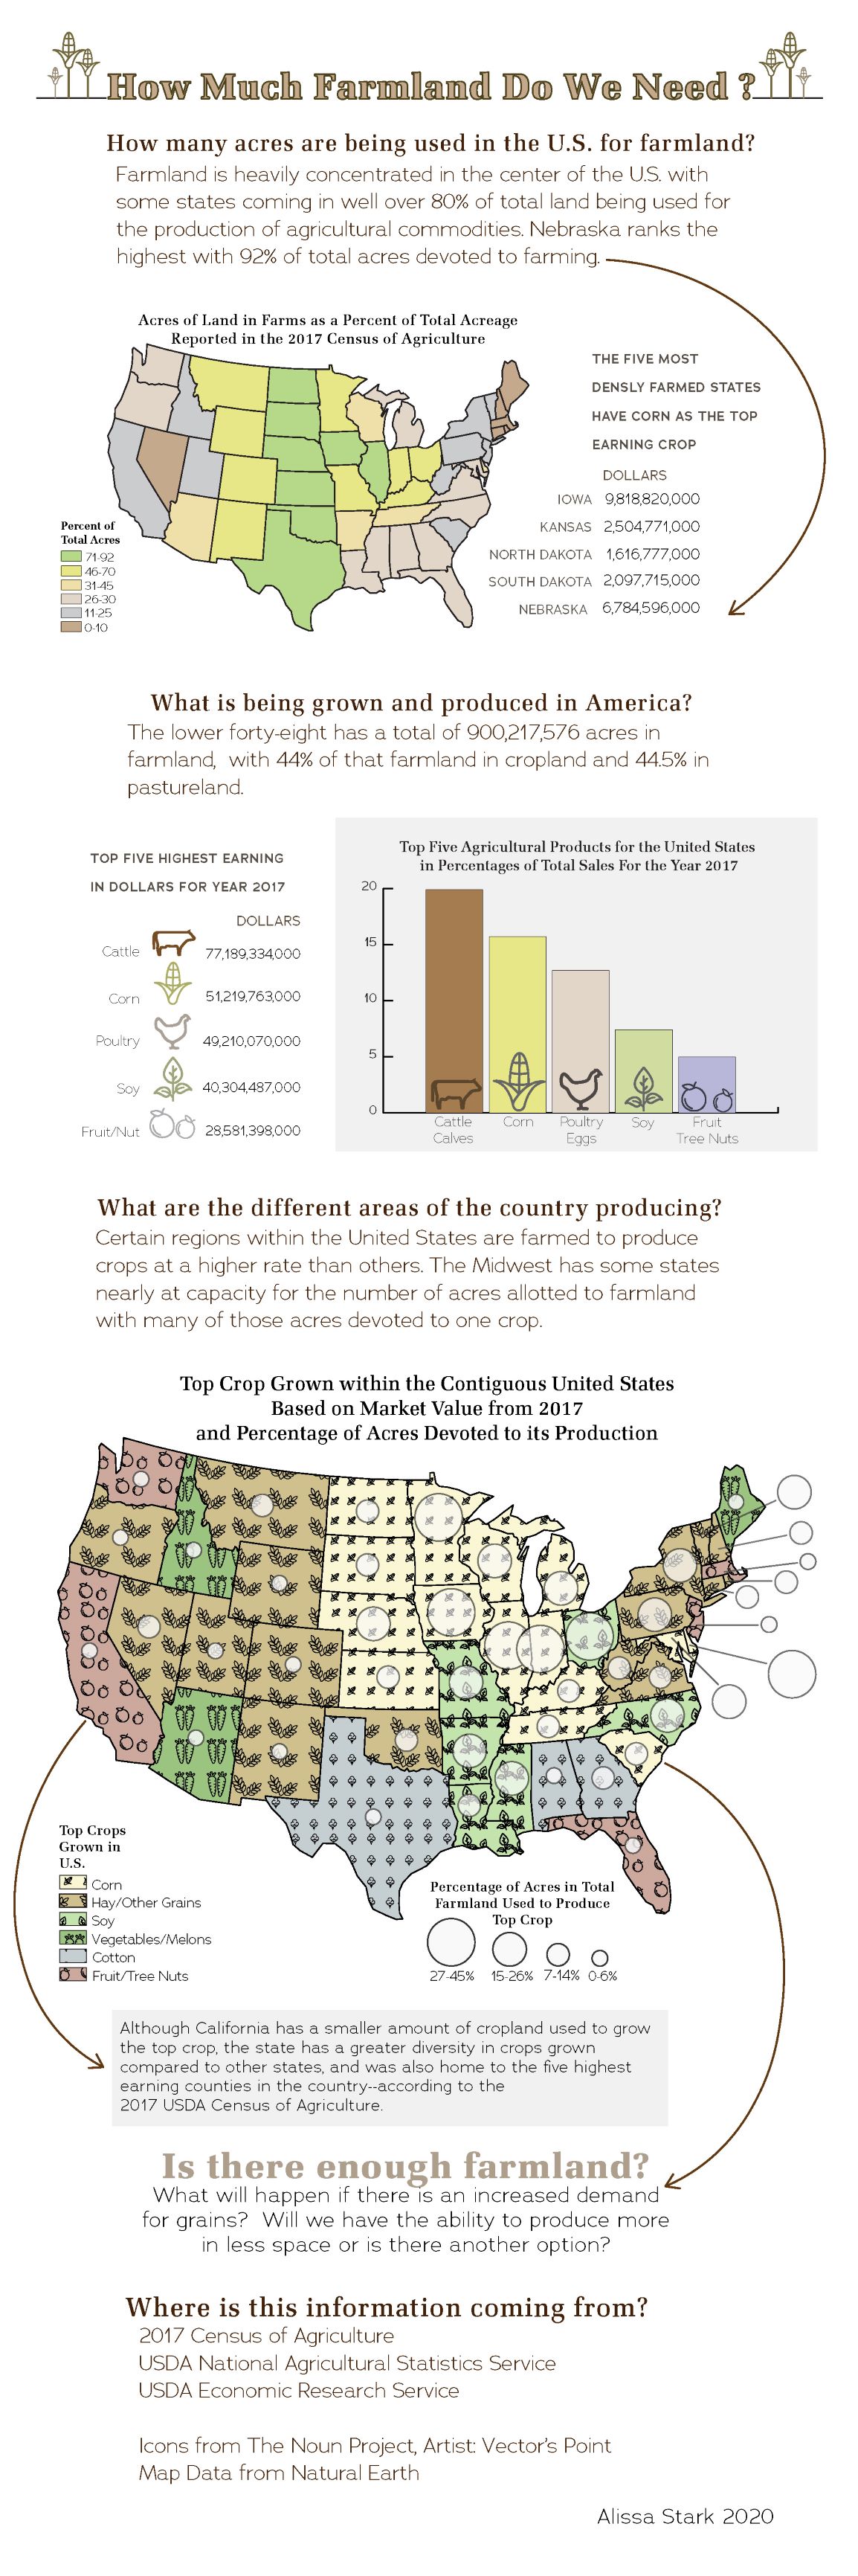 How Much Farmland Do We Need ?
How many acres are being used in the U.S. for farmland?
Farmland is heavily concentrated in the center of the U.S. with
some states coming in well over 80% of total land being used for
the production of agricultural commodities. Nebraska ranks the
highest with 92% of total acres devoted to farming.
Acres of Land in Farms as a Percent of Total Acreage
Reported in the 2017 Census of Agriculture
Percent of
Total Acres
71-92
46-70
31-45
26-30
11-25
0-10
THE FIVE MOST
DENSLY FARMED STATES
HAVE CORN AS THE TOP
EARNING CROP
DOLLARS
IOWA 9,818,820,000
KANSAS 2,504,771,000
NORTH DAKOTA 1,616,777,000
SOUTH DAKOTA 2,097,715,000
NEBRASKA 6,784,596,000
What is being grown and produced in America?
The lower forty-eight has a total of 900,217,576 acres in
farmland, with 44% of that farmland in cropland and 44.5% in
pastureland.
TOP FIVE HIGHEST EARNING
IN DOLLARS FOR YEAR 2017
DOLLARS
Cattle 77,189,334,000
Corn 51,219,763,000
Poultry 49,210,070,000
Soy 40,304,487,000
Fruit/Nut 28,581,398,000
Top Five Agricultural Products for the United States
in Percentages of Total Sales For the Year 2017
20
15
10
5
0
Cattle
Calves
Corn
Poultry
Eggs
Soy
Fruit
Tree Nuts
What are the different areas of the country producing?
Certain regions within the United States are farmed to produce
crops at a higher rate than others. The Midwest has some states
nearly at capacity for the number of acres allotted to farmland
with many of those acres devoted to one crop.
Top Crop Grown within the Contiguous United States
Based on Market Value from 2017
and Percentage of Acres Devoted to its Production
Top Crops
Grown in
U.S.
Corn
Hay/Other Grains
Soy
Vegetables/Melons
Cotton
Fruit/Tree Nuts
Percentage of Acres in Total
Farmland Used to Produce
Top Crop
27-45% 15-26% 7-14% 0-6%
Although California has a smaller amount of cropland used to grow
the top crop, the state has a greater diversity in crops grown
compared to other states, and was also home to the five highest
earning counties in the country--according to the
2017 USDA Census of Agriculture.
Is there enough farmland?
What will happen if there is an increased demand
for grains? Will we have the ability to produce more
in less space or is there another option?
Where is this information coming from?
2017 Census of Agriculture
USDA National Agricultural Statistics Service
USDA Economic Research Service
Icons from The Noun Project, Artist: Vector's Point
Map Data from Natural Earth
Alissa Stark 2020